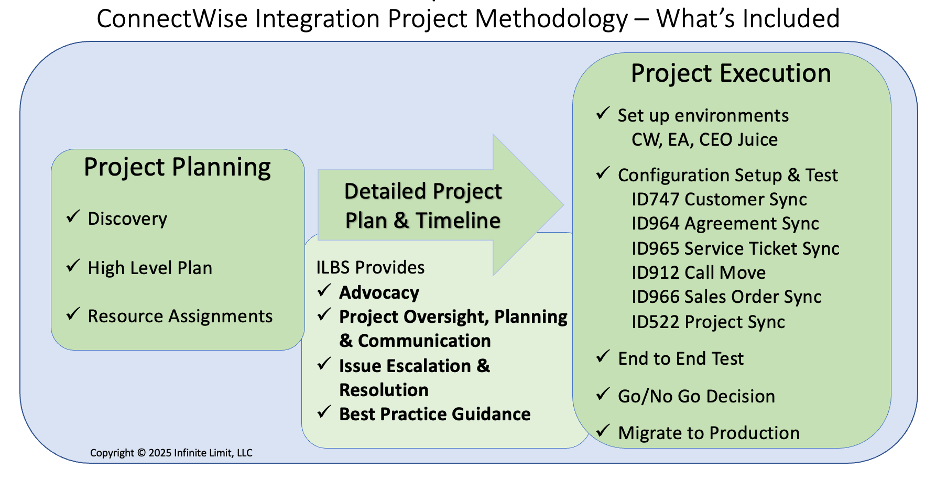 ConnectWise Integration Project Methodology – What’s Included
Project Planning
✓ Discovery
✓ High Level Plan
✓ Resource Assignments
Detailed Project
Plan & Timeline
ILBS Provides
✓ Advocacy
✓ Project Oversight, Planning
& Communication
✓ Issue Escalation &
Resolution
✓ Best Practice Guidance
Project Execution
✓ Set up environments
CW, EA, CEO Juice
✓ Configuration Setup & Test
ID747 Customer Sync
ID964 Agreement Sync
ID965 Service Ticket Sync
ID912 Call Move
ID966 Sales Order Sync
ID522 Project Sync
✓ End to End Test
✓ Go/No Go Decision
✓ Migrate to Production
Copyright © 2025 Infinite Limit, LLC